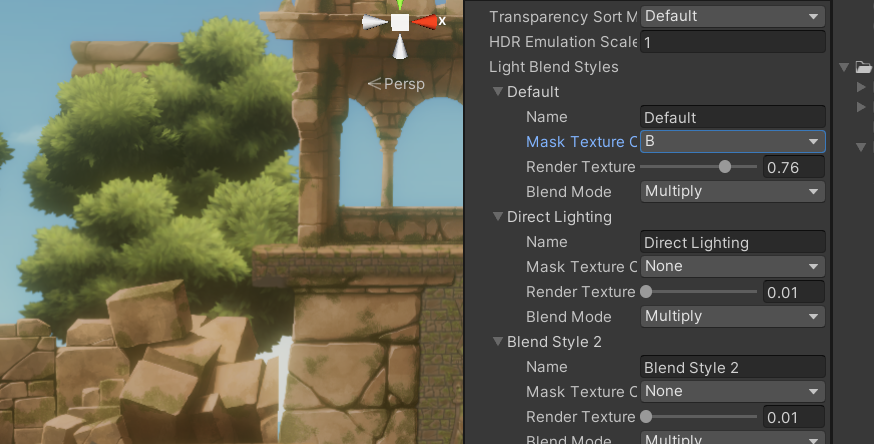 x
Persp
Transparency Sort M Default
HDR Emulation Scale 1
Light Blend Styles
Default
Name Default
Mask Texture C B
Render Texture 0.76
Blend Mode Multiply
Direct Lighting
Name Direct Lighting
Mask Texture C None
Render Texture 0.01
Blend Mode Multiply
Blend Style 2
Name Blend Style 2
Mask Texture C None
Render Texture 0.01
Blend Mode Multiply